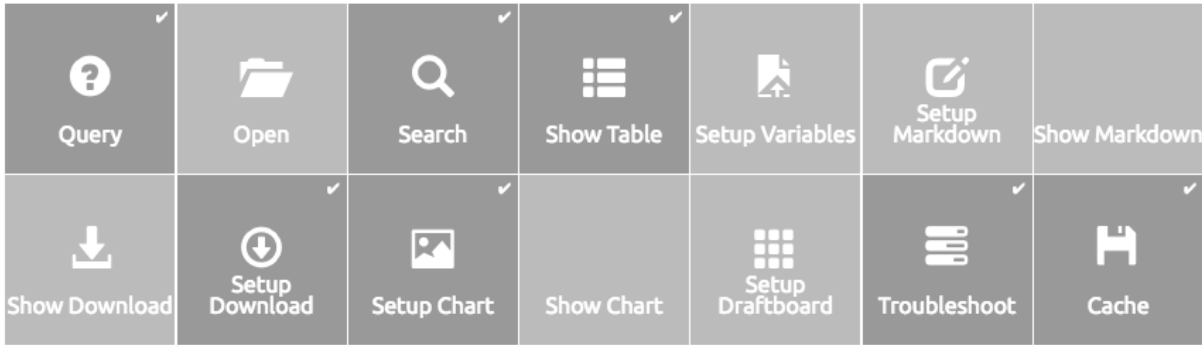 Query
Open
Search
Show Table
Setup Variables
Setup
Markdown
Show Markdown
Show Download
Setup
Download
Setup Chart
Show Chart
Setup
Draftboard
Troubleshoot
Cache